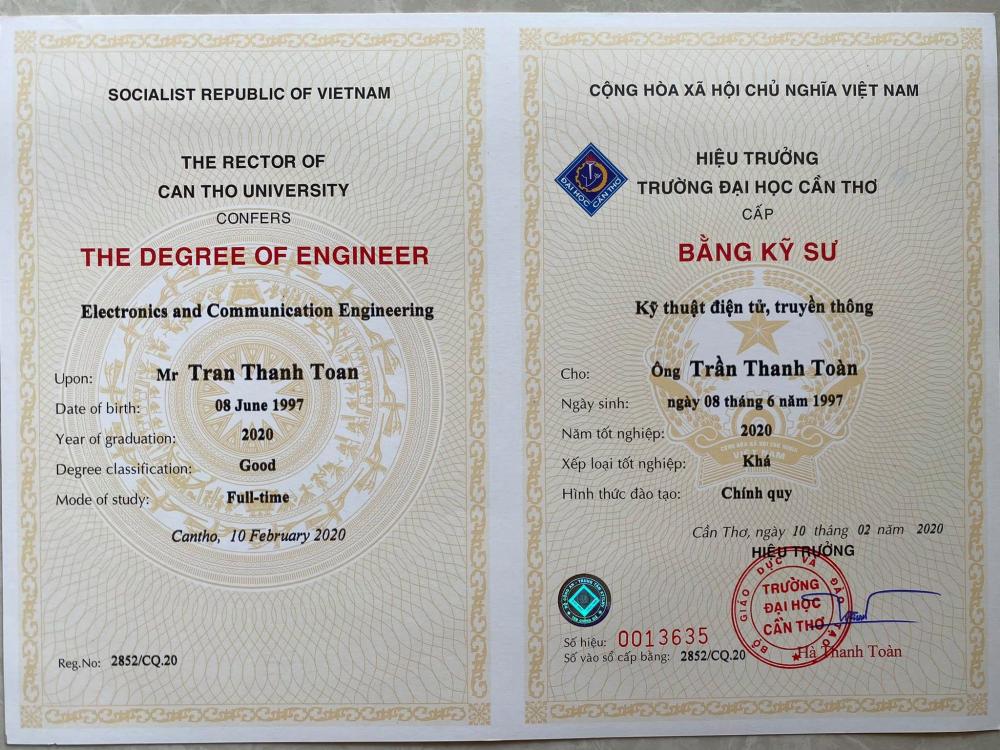 SOCIALIST REPUBLIC OF VIETNAM
THE RECTOR OF
CAN THO UNIVERSITY
CONFERS
THE DEGREE OF ENGINEER
Electronics and Communication Engineering
Upon: Mr Tran Thanh Toan
Date of birth: 08 June 1997
Year of graduation: 2020
Degree classification: Good
Mode of study: Full-time
Cantho, 10 February 2020
Reg.No: 2852/CQ.20
CỘNG HÒA XÃ HỘI CHỦ NGHĨA VIỆT NAM
ĐẠI HỌC CẦN THƠ
HIỆU TRƯỞNG
TRƯỜNG ĐẠI HỌC CẦN THƠ
CẤP
BẰNG KỸ SƯ
Kỹ thuật điện tử, truyền thông
Cho: Ông Trần Thanh Toàn
Ngày sinh: ngày 08 tháng 6 năm 1997
Năm tốt nghiệp: 2020
Xếp loại tốt nghiệp: Khá
Hình thức đào tạo: Chính quy
Cần Thơ, ngày 10 tháng 02 năm 2020
HIỆU TRƯỞNG
BỘ GIÁO DỤC VÀ ĐÀO TẠO
TRƯỜNG
ĐẠI HỌC
CẦN THƠ
Số hiệu: 0013635
Số vào sổ cấp bằng: 2852/CQ.20
Hà Thanh Toàn